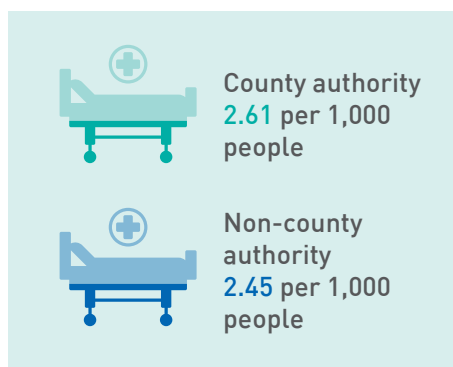 County authority
2.61 per 1,000
people
Non-county
authority
2.45 per 1,000
people